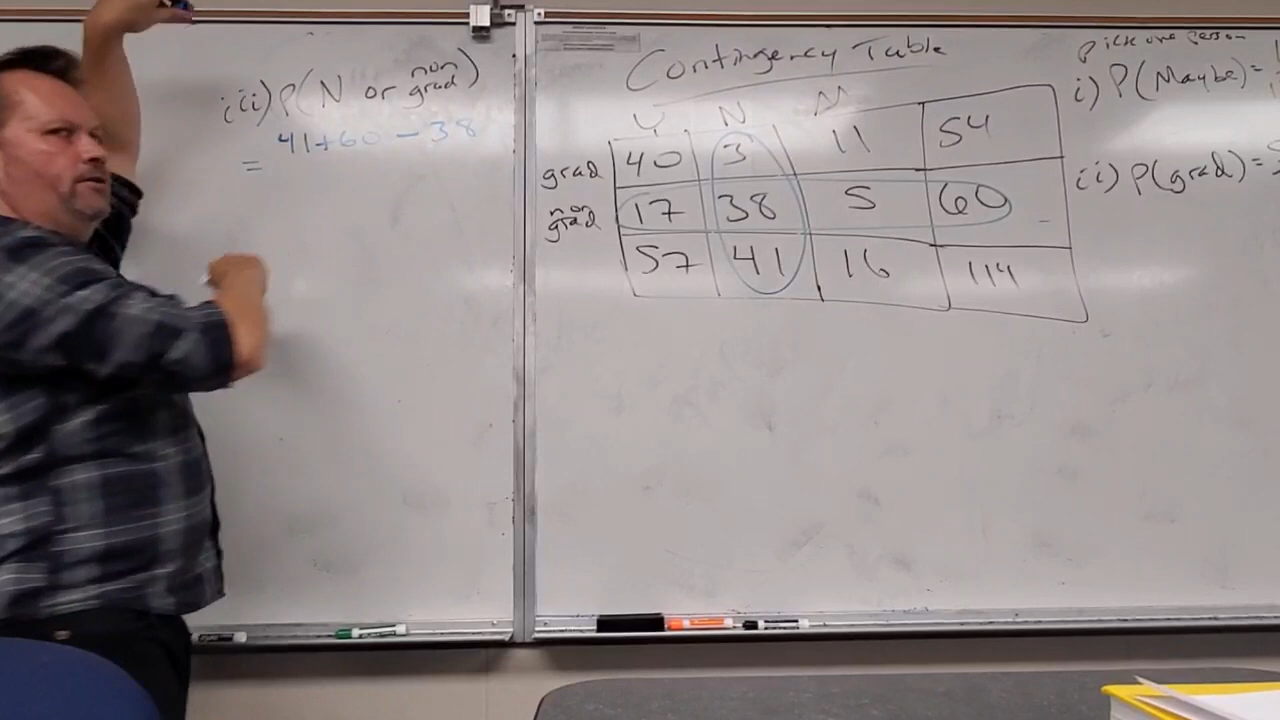 iii) P(N or non grad)
= 41+60-38
Contingency Table
Y N M
grad 40 3 11 54
non grad 17 38 5 60
57 41 16 114
Pick one person
i) P(Maybe)=
ii) P(grad)=